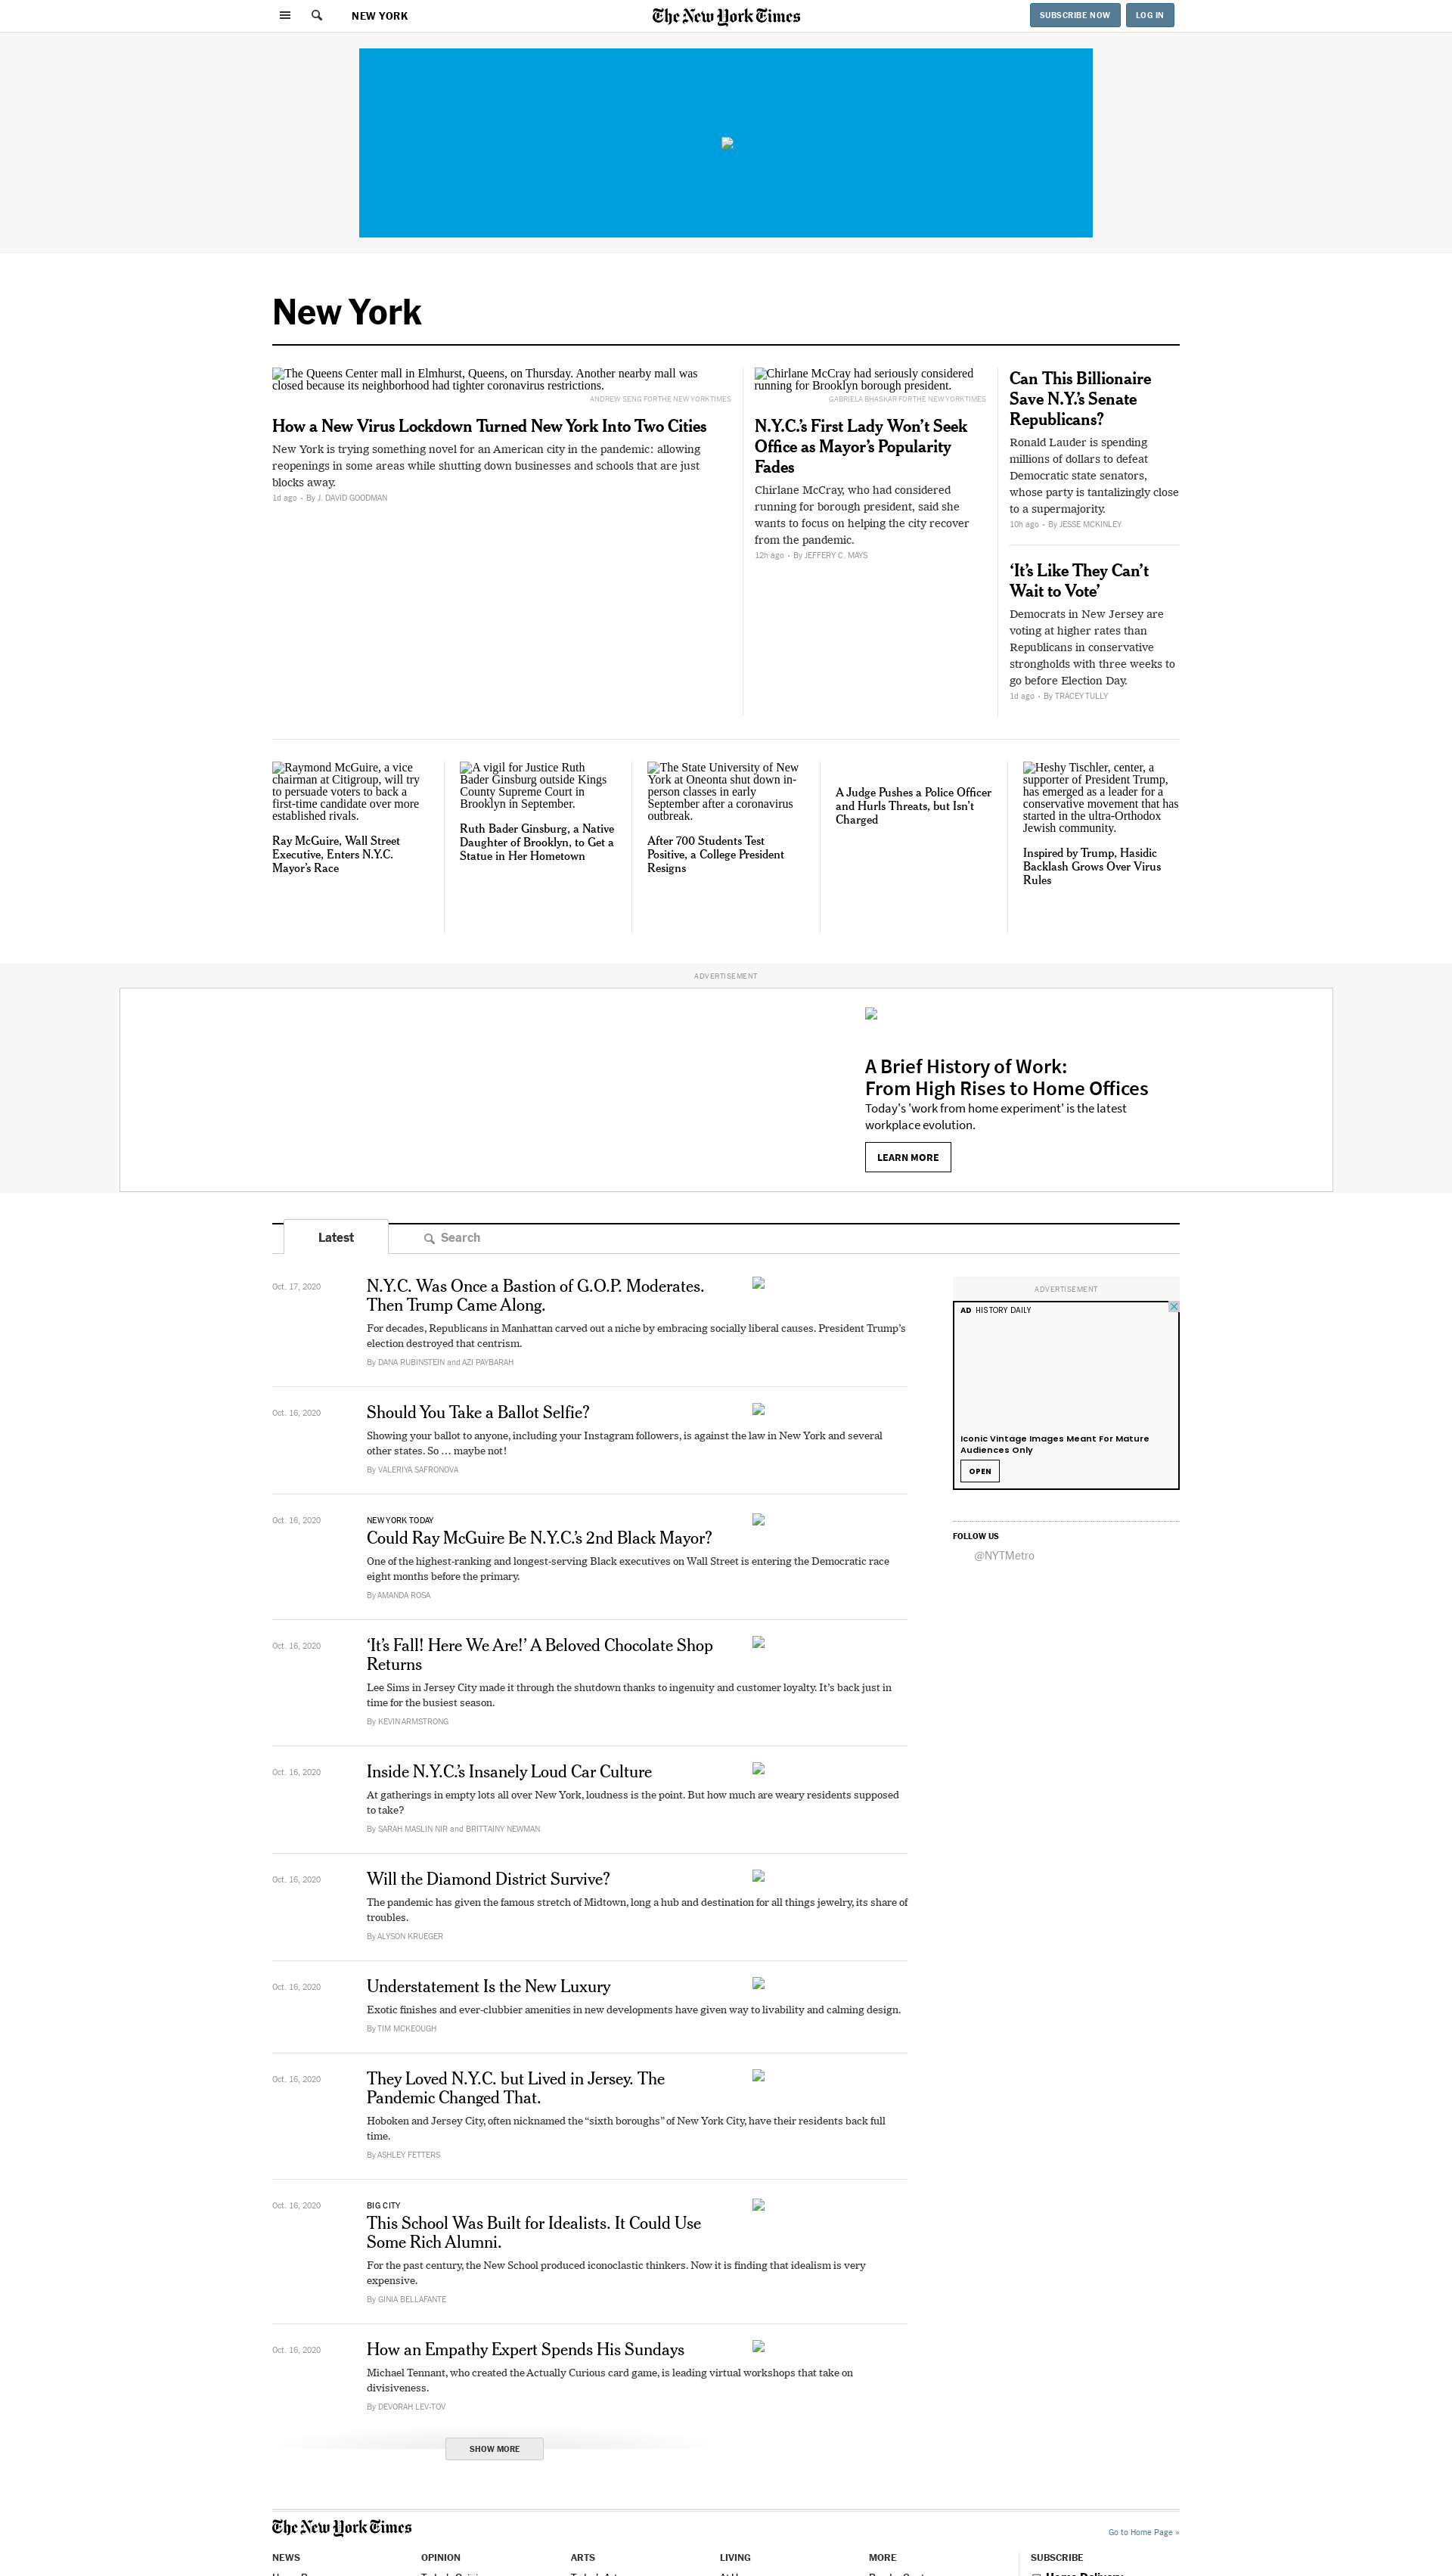 NEW YORK
The New York Times
SUBSCRIBE NOW
LOG IN
New York
The Queens Center mall in Elmhurst, Queens, on Thursday. Another nearby mall was
closed because its neighborhood had tighter coronavirus restrictions.
ANDREW SENG FOR THE NEW YORK TIMES
How a New Virus Lockdown Turned New York Into Two Cities
New York is trying something novel for an American city in the pandemic: allowing
reopenings in some areas while shutting down businesses and schools that are just
blocks away.
1d ago • By J. DAVID GOODMAN
Chirlane McCray had seriously considered
running for Brooklyn borough president.
GABRIELA BHASKAR FOR THE NEW YORK TIMES
N.Y.C.’s First Lady Won’t Seek
Office as Mayor’s Popularity
Fades
Chirlane McCray, who had considered
running for borough president, said she
wants to focus on helping the city recover
from the pandemic.
12h ago • By JEFFERY C. MAYS
Can This Billionaire
Save N.Y.’s Senate
Republicans?
Ronald Lauder is spending
millions of dollars to defeat
Democratic state senators,
whose party is tantalizingly close
to a supermajority.
10h ago • By JESSE MCKINLEY
‘It’s Like They Can’t
Wait to Vote’
Democrats in New Jersey are
voting at higher rates than
Republicans in conservative
strongholds with three weeks to
go before Election Day.
1d ago • By TRACEY TULLY
Raymond McGuire, a vice
chairman at Citigroup, will try
to persuade voters to back a
first-time candidate over more
established rivals.
Ray McGuire, Wall Street
Executive, Enters N.Y.C.
Mayor’s Race
A vigil for Justice Ruth
Bader Ginsburg outside Kings
County Supreme Court in
Brooklyn in September.
Ruth Bader Ginsburg, a Native
Daughter of Brooklyn, to Get a
Statue in Her Hometown
The State University of New
York at Oneonta shut down in-
person classes in early
September after a coronavirus
outbreak.
After 700 Students Test
Positive, a College President
Resigns
A Judge Pushes a Police Officer
and Hurls Threats, but Isn’t
Charged
Heshy Tischler, center, a
supporter of President Trump,
has emerged as a leader for a
conservative movement that has
started in the ultra-Orthodox
Jewish community.
Inspired by Trump, Hasidic
Backlash Grows Over Virus
Rules
ADVERTISEMENT
A Brief History of Work:
From High Rises to Home Offices
Today's 'work from home experiment' is the latest
workplace evolution.
LEARN MORE
Latest
Search
Oct. 17, 2020
N.Y.C. Was Once a Bastion of G.O.P. Moderates.
Then Trump Came Along.
For decades, Republicans in Manhattan carved out a niche by embracing socially liberal causes. President Trump’s
election destroyed that centrism.
By DANA RUBINSTEIN and AZI PAYBARAH
ADVERTISEMENT
AD HISTORY DAILY
Iconic Vintage Images Meant For Mature
Audiences Only
OPEN
FOLLOW US
@NYTMetro
Oct. 16, 2020
Should You Take a Ballot Selfie?
Showing your ballot to anyone, including your Instagram followers, is against the law in New York and several
other states. So … maybe not!
By VALERIYA SAFRONOVA
Oct. 16, 2020
NEW YORK TODAY
Could Ray McGuire Be N.Y.C.’s 2nd Black Mayor?
One of the highest-ranking and longest-serving Black executives on Wall Street is entering the Democratic race
eight months before the primary.
By AMANDA ROSA
Oct. 16, 2020
‘It’s Fall! Here We Are!’ A Beloved Chocolate Shop
Returns
Lee Sims in Jersey City made it through the shutdown thanks to ingenuity and customer loyalty. It’s back just in
time for the busiest season.
By KEVIN ARMSTRONG
Oct. 16, 2020
Inside N.Y.C.’s Insanely Loud Car Culture
At gatherings in empty lots all over New York, loudness is the point. But how much are weary residents supposed
to take?
By SARAH MASLIN NIR and BRITTAINY NEWMAN
Oct. 16, 2020
Will the Diamond District Survive?
The pandemic has given the famous stretch of Midtown, long a hub and destination for all things jewelry, its share of
troubles.
By ALYSON KRUEGER
Oct. 16, 2020
Understatement Is the New Luxury
Exotic finishes and ever-clubbier amenities in new developments have given way to livability and calming design.
By TIM MCKEOUGH
Oct. 16, 2020
They Loved N.Y.C. but Lived in Jersey. The
Pandemic Changed That.
Hoboken and Jersey City, often nicknamed the “sixth boroughs” of New York City, have their residents back full
time.
By ASHLEY FETTERS
Oct. 16, 2020
BIG CITY
This School Was Built for Idealists. It Could Use
Some Rich Alumni.
For the past century, the New School produced iconoclastic thinkers. Now it is finding that idealism is very
expensive.
By GINIA BELLAFANTE
Oct. 16, 2020
How an Empathy Expert Spends His Sundays
Michael Tennant, who created the Actually Curious card game, is leading virtual workshops that take on
divisiveness.
By DEVORAH LEV-TOV
SHOW MORE
The New York Times
Go to Home Page »
NEWS
OPINION
ARTS
LIVING
MORE
SUBSCRIBE